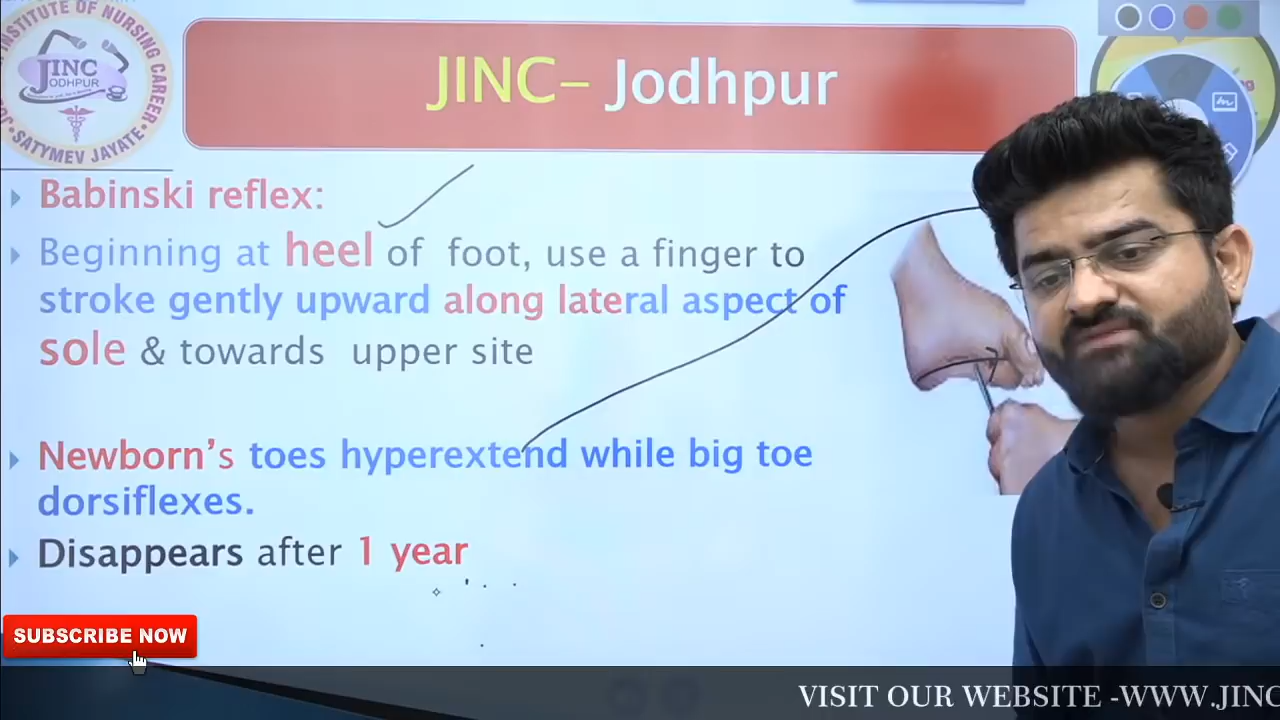 INSTITUTE OF NURSING CAREER
JINC
JODHPUR
SATYMEV JAYATE
JINC- Jodhpur
Babinski reflex:
Beginning at heel of foot, use a finger to
stroke gently upward along lateral aspect of
sole & towards upper site
Newborn's toes hyperextend while big toe
dorsiflexes.
Disappears after 1 year
SUBSCRIBE NOW
VISIT OUR WEBSITE -WWW.JINC